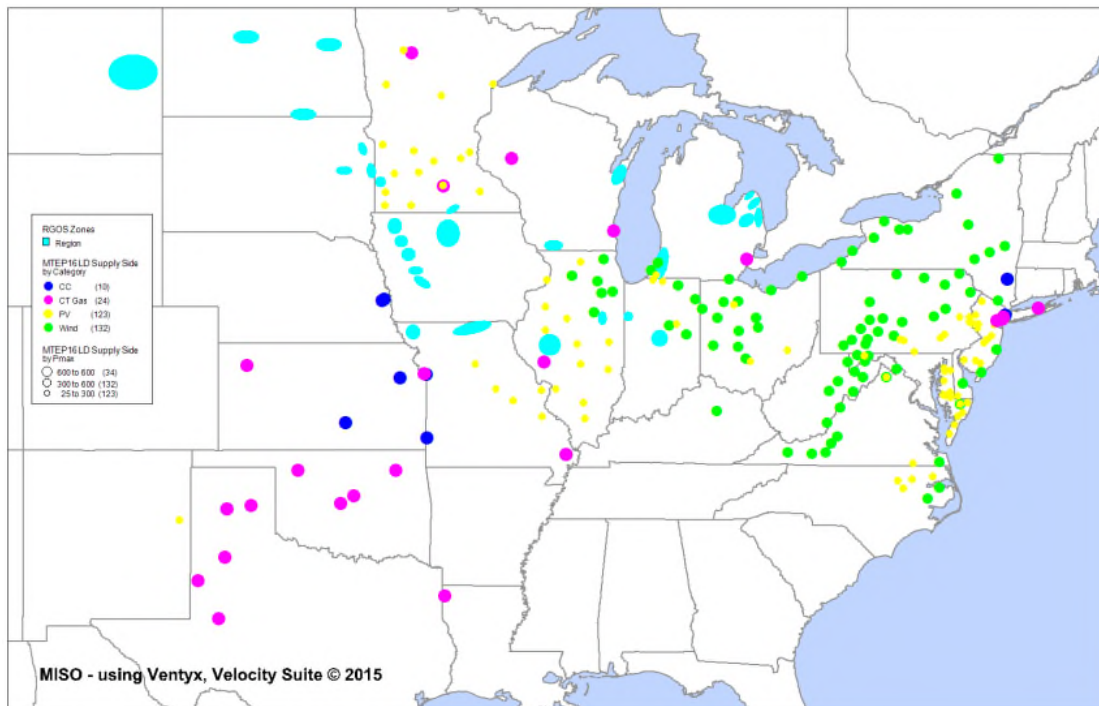 RGOS Zones
Region
MTEP16 LD Supply Side
by Category
CC (10)
CT Gas (24)
PV (123)
Wind (132)
MTEP16 LD Supply Side
by Pmax
600 to 600 (34)
300 to 600 (132)
25 to 300 (123)
MISO - using Ventyx, Velocity Suite © 2015